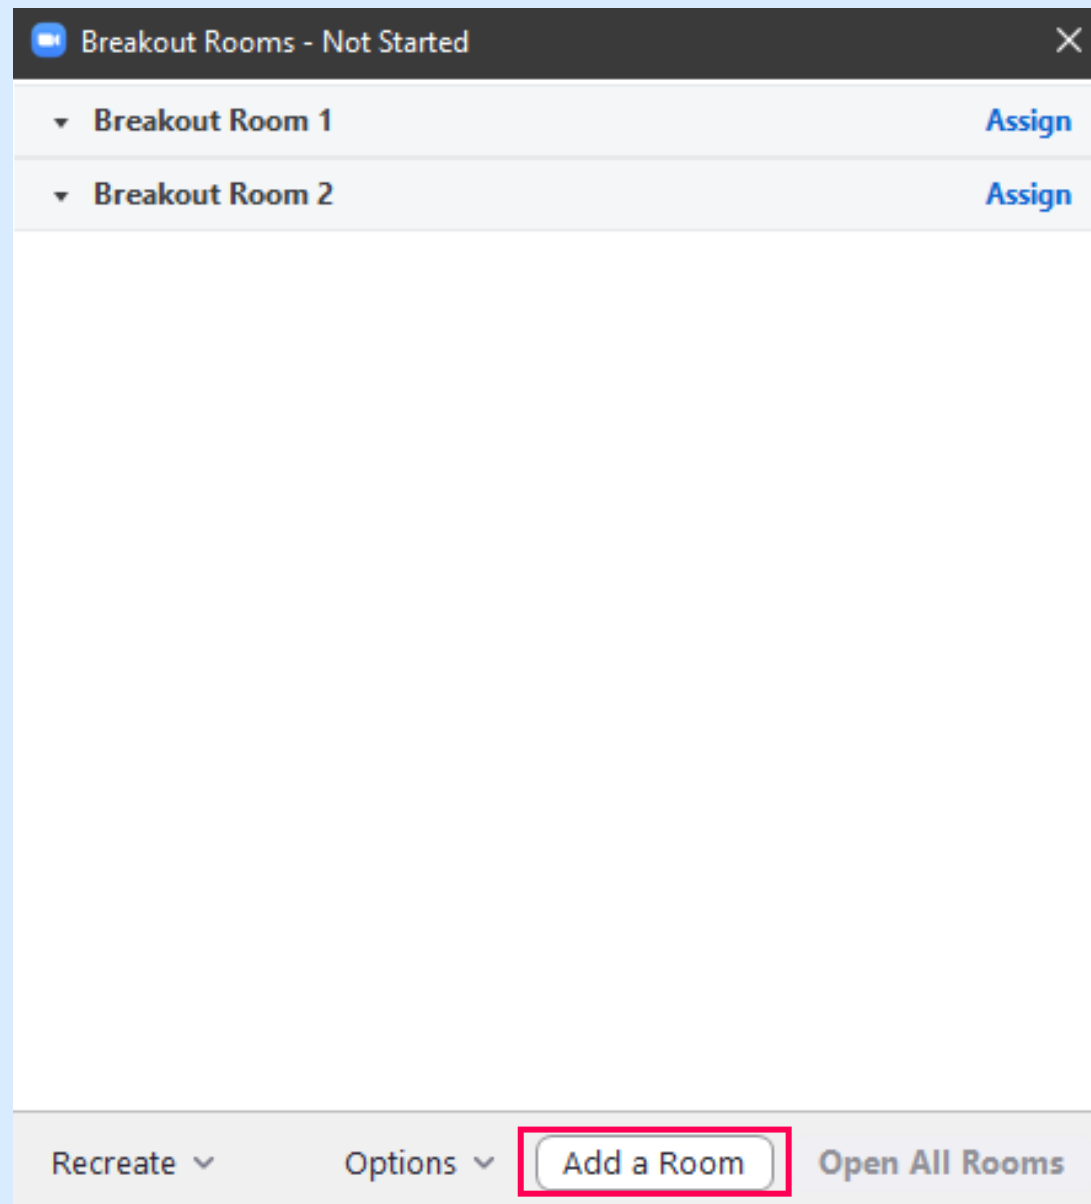 Breakout Rooms - Not Started
Breakout Room 1 Assign
Breakout Room 2 Assign
Recreate Options Add a Room Open All Rooms